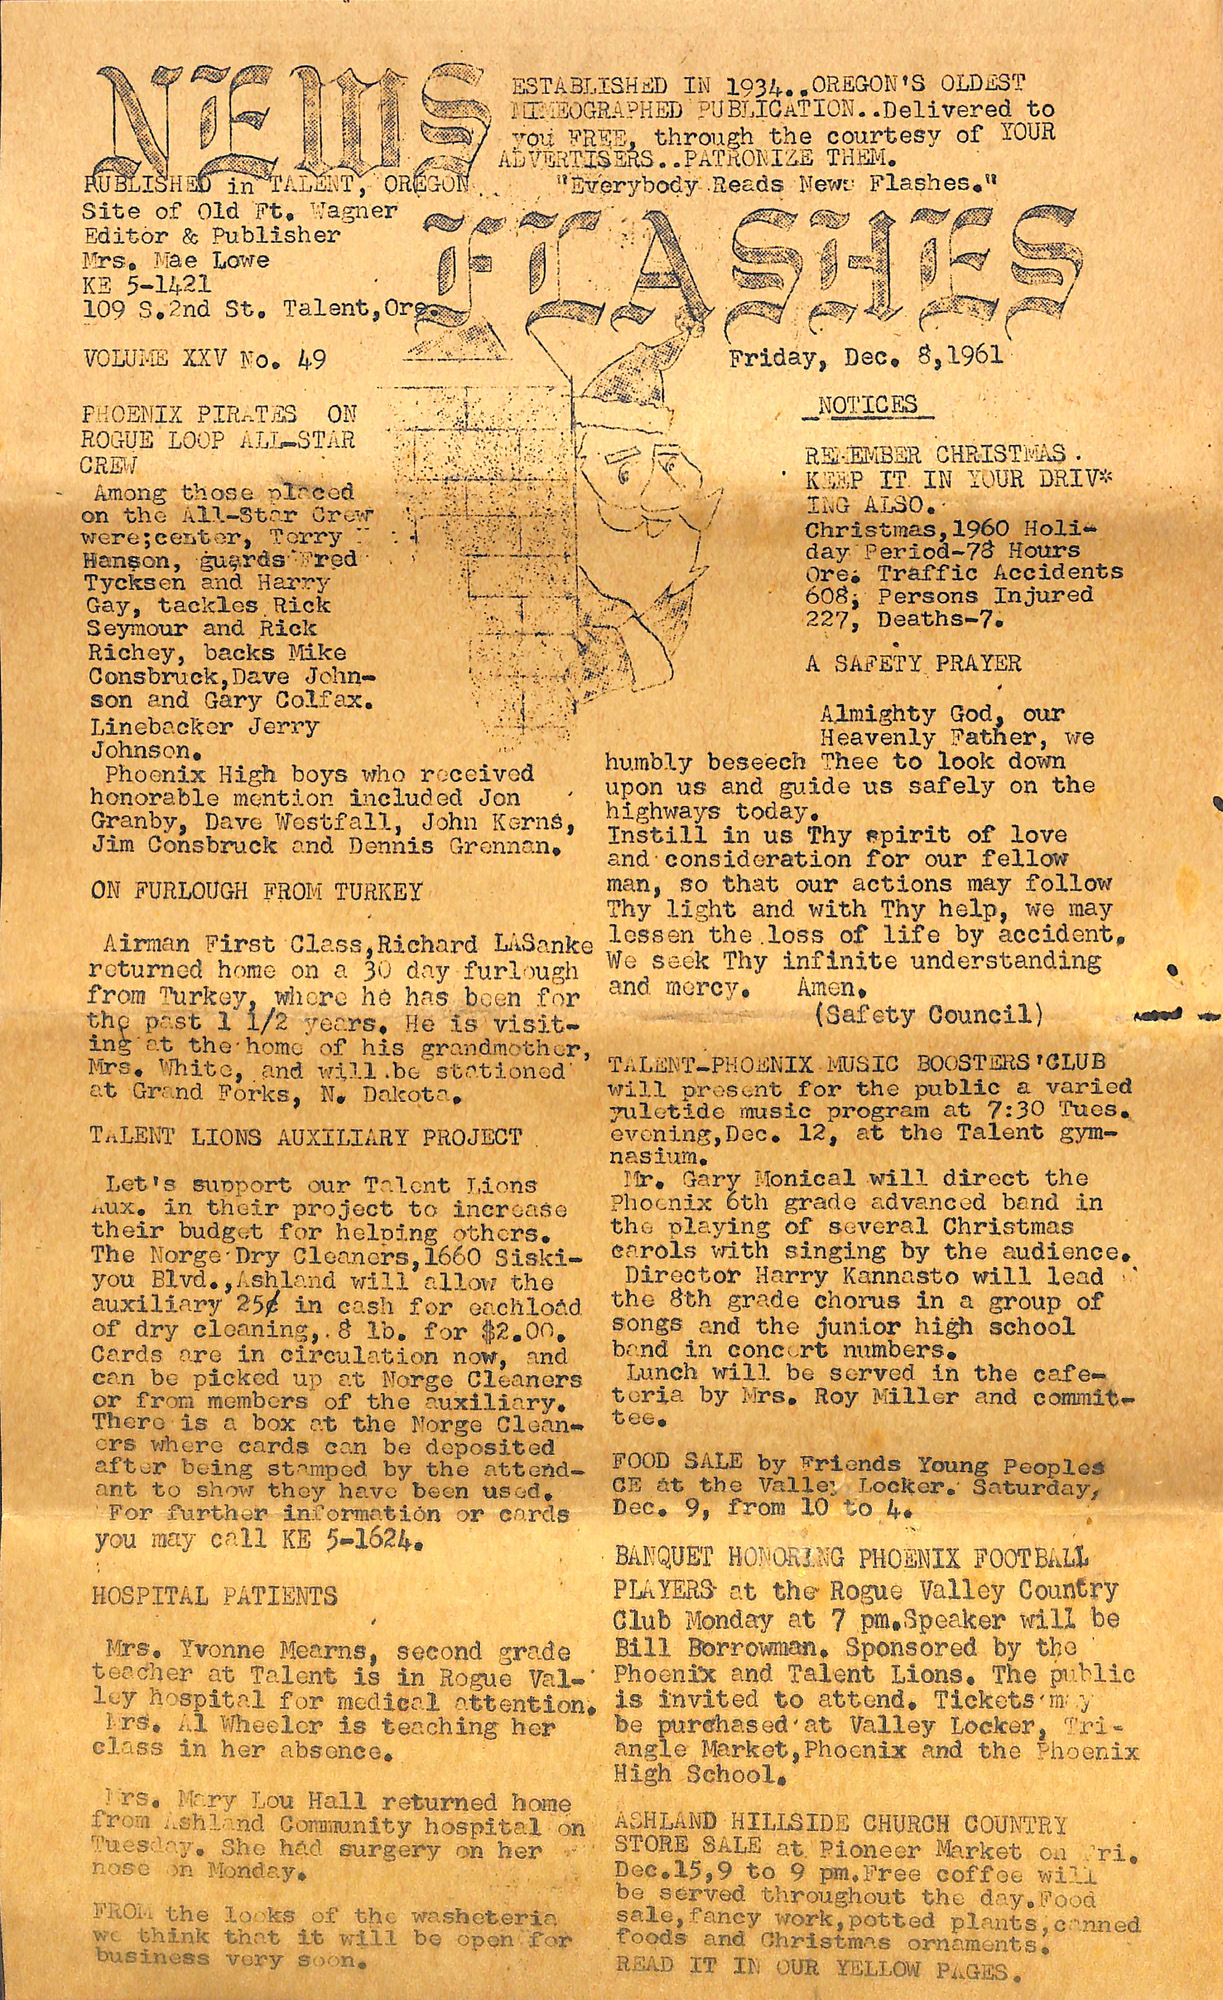 NEWS
ESTABLISHED IN 1934..OREGON'S OLDEST
MIMEOGRAPHED PUBLICATION..Delivered to
you FREE, through the courtesy of YOUR
ADVERTISERS..PATRONIZE THEM.
"Everybody Reads News Flashes."
PUBLISHED in TALENT, OREGON
Site of Old Ft. Wagner
Editor & Publisher
Mrs. Mae Lowe
KE 5-1421
109 S.2nd St. Talent,Ore.
FLASHES
VOLUME XXV No. 49
Friday, Dec. 8,1961
PHOENIX PIRATES ON
ROGUE LOOP ALL-STAR
CREW
Among those placed
on the All-Star Crew
were;center, Terry
Hanson, guards Fred
Tycksen and Harry
Gay, tackles Rick
Seymour and Rick
Richey, backs Mike
Consbruck,Dave John-
son and Gary Colfax.
Linebacker Jerry
Johnson.
Phoenix High boys who received
honorable mention included Jon
Granby, Dave Westfall, John Kerns,
Jim Consbruck and Dennis Grennan.
ON FURLOUGH FROM TURKEY
Airman First Class,Richard LASanke
returned home on a 30 day furlough
from Turkey, where he has been for
the past 1 1/2 years. He is visit-
ing at the home of his grandmother,
Mrs. White, and will be stationed
at Grand Forks, N. Dakota.
TALENT LIONS AUXILIARY PROJECT
Let's support our Talent Lions
Aux. in their project to increase
their budget for helping others.
The Norge Dry Cleaners,1660 Siski-
you Blvd.,Ashland will allow the
auxiliary 25¢ in cash for eachload
of dry cleaning,.8 lb. for $2.00.
Cards are in circulation now, and
can be picked up at Norge Cleaners
or from members of the auxiliary.
There is a box at the Norge Clean-
ers where cards can be deposited
after being stamped by the attend-
ant to show they have been used.
For further information or cards
you may call KE 5-1624.
HOSPITAL PATIENTS
Mrs. Yvonne Mearns, second grade
teacher at Talent is in Rogue Val-
ley hospital for medical attention.
Mrs. Al Wheeler is teaching her
class in her absence.
Mrs. Mary Lou Hall returned home
from Ashland Community hospital on
Tuesday. She had surgery on her
nose on Monday.
FROM the looks of the washeteria
we think that it will be open for
business very soon.
NOTICES
REMEMBER CHRISTMAS.
KEEP IT IN YOUR DRIV*
ING ALSO.
Christmas,1960 Holi-
day Period-78 Hours
Ore. Traffic Accidents
608; Persons Injured
227, Deaths-7.
A SAFETY PRAYER
Almighty God, our
Heavenly Father, we
humbly beseech Thee to look down
upon us and guide us safely on the
highways today.
Instill in us Thy spirit of love
and consideration for our fellow
man, so that our actions may follow
Thy light and with Thy help, we may
lessen the loss of life by accident.
We seek Thy infinite understanding
and mercy. Amen.
(Safety Council)
TALENT-PHOENIX MUSIC BOOSTERS'CLUB
will present for the public a varied
yuletide music program at 7:30 Tues.
evening,Dec. 12, at the Talent gym-
nasium.
Mr. Gary Monical will direct the
Phoenix 6th grade advanced band in
the playing of several Christmas
carols with singing by the audience.
Director Harry Kannasto will lead
the 8th grade chorus in a group of
songs and the junior high school
band in concert numbers.
Lunch will be served in the cafe-
teria by Mrs. Roy Miller and commit-
tee.
FOOD SALE by Friends Young Peoples
CE at the Valley Locker. Saturday,
Dec. 9, from 10 to 4.
BANQUET HONORING PHOENIX FOOTBALL
PLAYERS at the Rogue Valley Country
Club Monday at 7 pm.Speaker will be
Bill Borrowman. Sponsored by the
Phoenix and Talent Lions. The public
is invited to attend. Tickets may
be purchased at Valley Locker, Tri-
angle Market,Phoenix and the Phoenix
High School.
ASHLAND HILLSIDE CHURCH COUNTRY
STORE SALE at Pioneer Market on Fri.
Dec.15,9 to 9 pm.Free coffee will
be served throughout the day.Food
sale,fancy work,potted plants,canned
foods and Christmas ornaments.
READ IT IN OUR YELLOW PAGES.